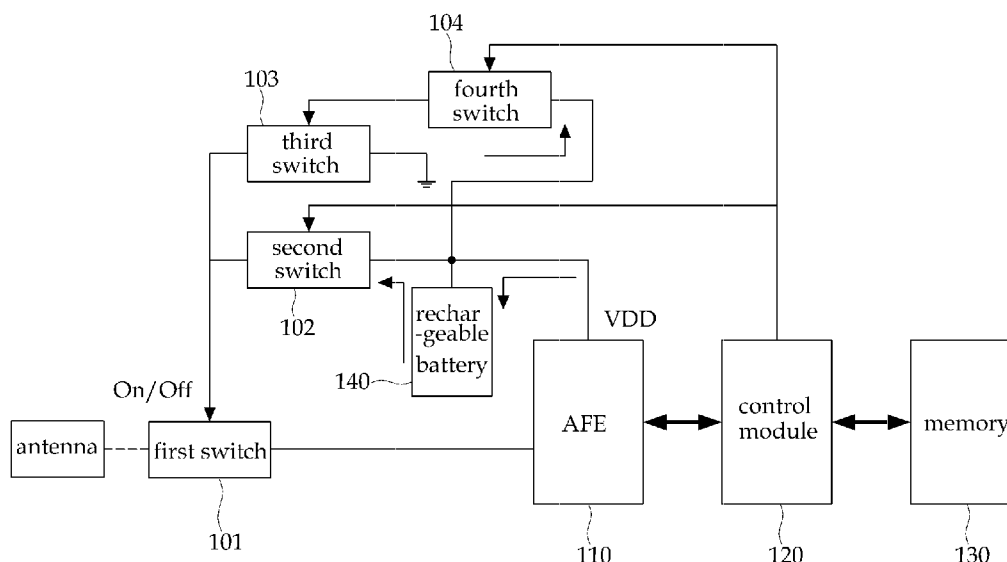 104
fourth
switch
103
third
switch
second
switch
102
rechar
-geable
battery
140
VDD
On/Off
antenna
first switch
101
AFE
110
control
module
120
memory
130